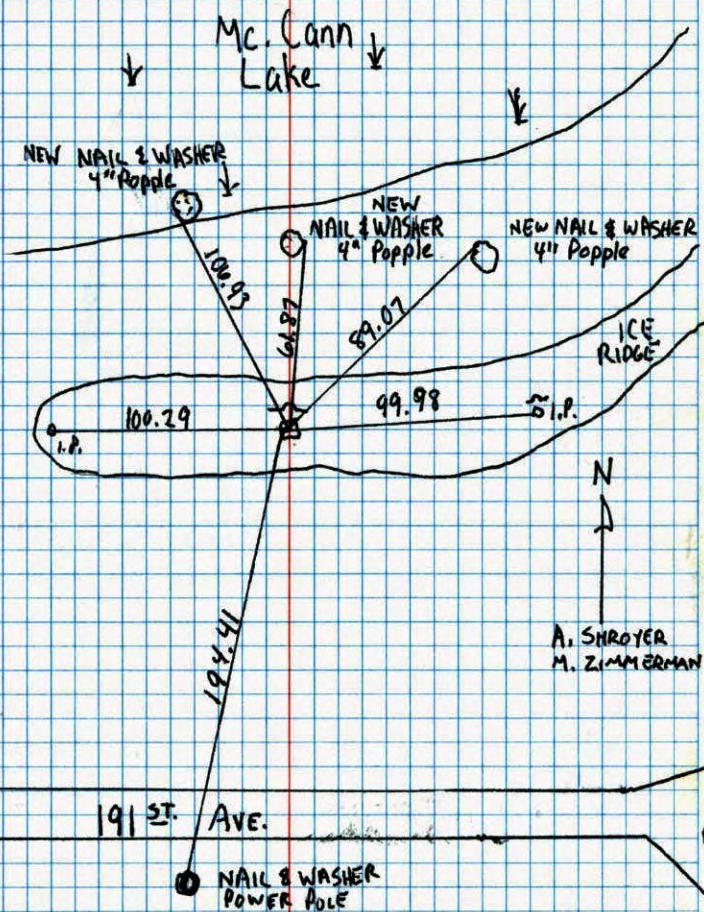 Mc. Cann
Lake
NEW NAIL & WASHER
4" Popple
NEW
NAIL & WASHER
4" Popple
NEW NAIL & WASHER
4" Popple
106.93
61.87
89.07
ICE
RIDGE
100.29
99.98
I.P.
I.P.
N
194.41
A. SHROYER
M. ZIMMERMAN
191 ST. AVE.
NAIL & WASHER
POWER POLE